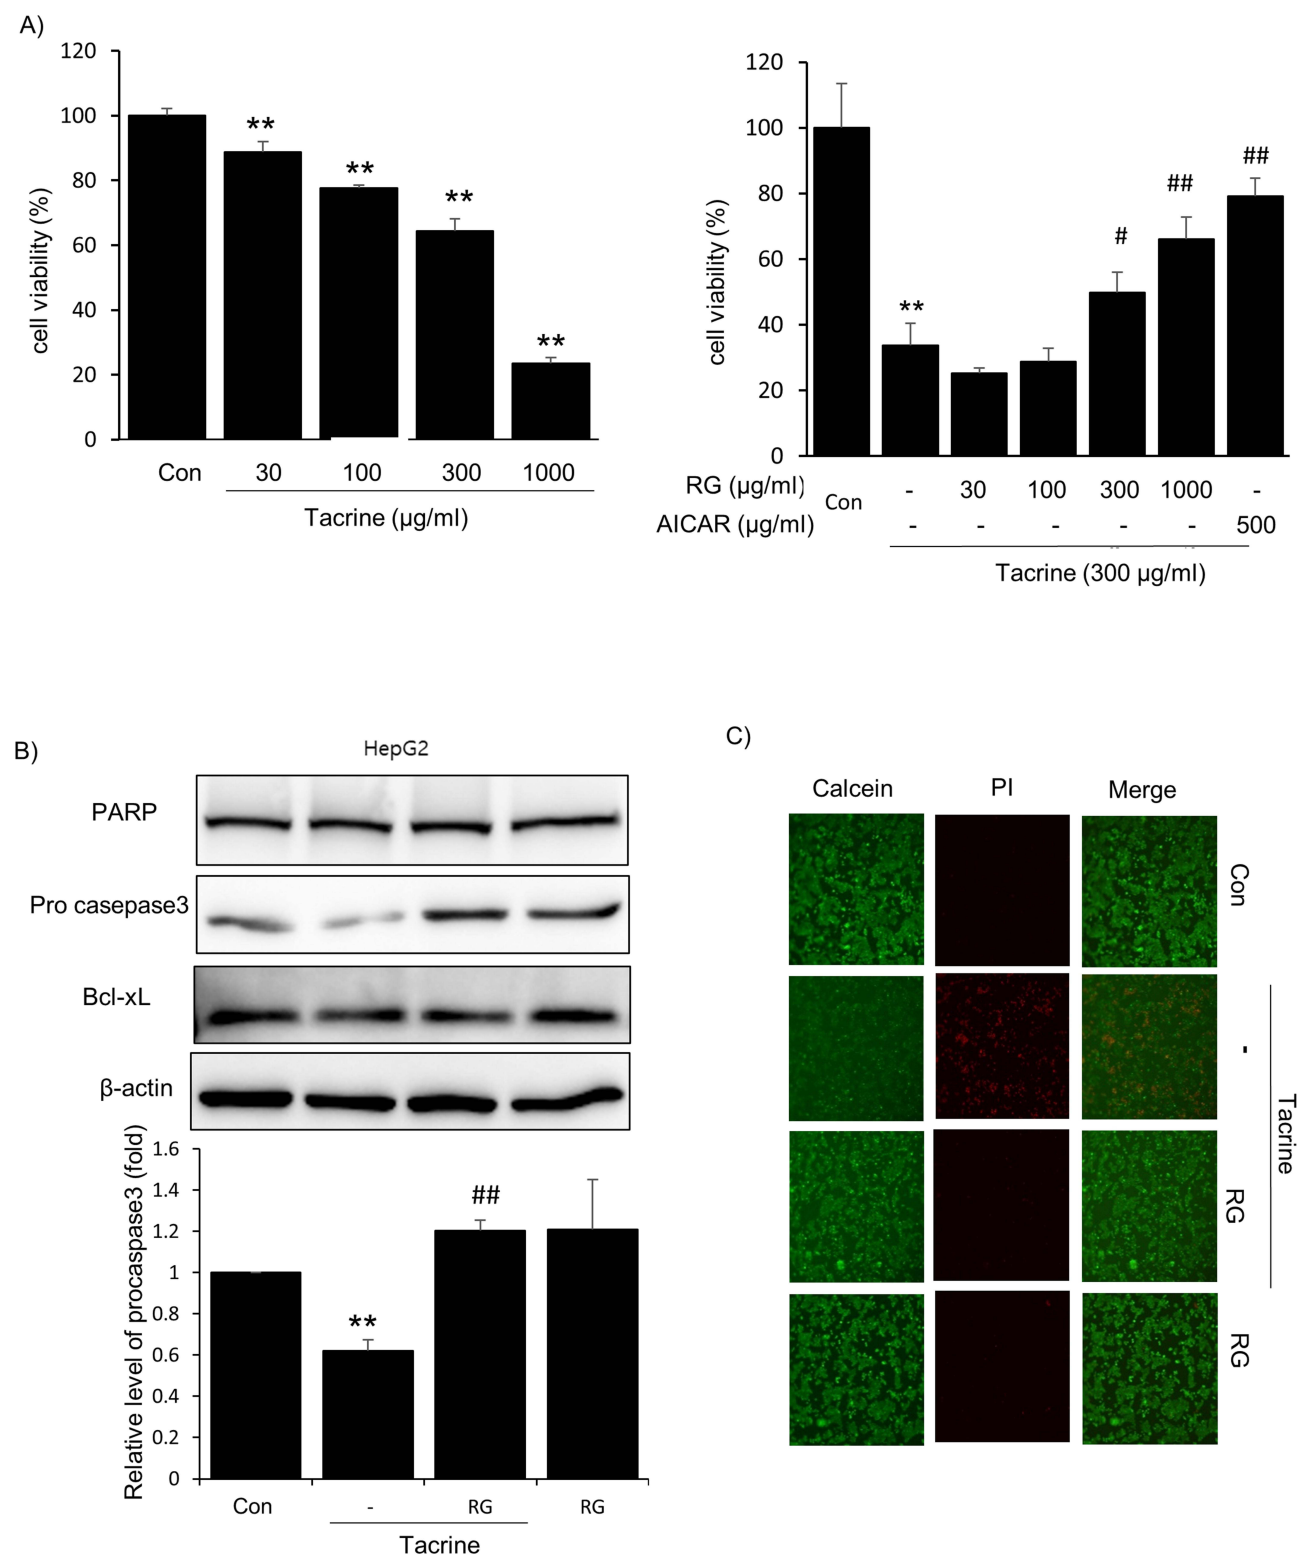 A)
120
100
80
60
40
20
0
cell viability (%)
**
**
**
**
Con 30 100 300 1000
Tacrine (µg/ml)
120
100
80
60
40
20
0
cell viability (%)
**
#
##
##
RG (µg/ml) Con - 30 100 300 1000 -
AICAR (µg/ml) - - - - - 500
Tacrine (300 µg/ml)
B)
HepG2
PARP
Pro casepase3
Bcl-xL
β-actin
Relative level of procaspase3 (fold)
1.6
1.4
1.2
1
0.8
0.6
0.4
0.2
0
**
##
Con - RG RG
Tacrine
C)
Calcein PI Merge
Con
-
RG
Tacrine
RG